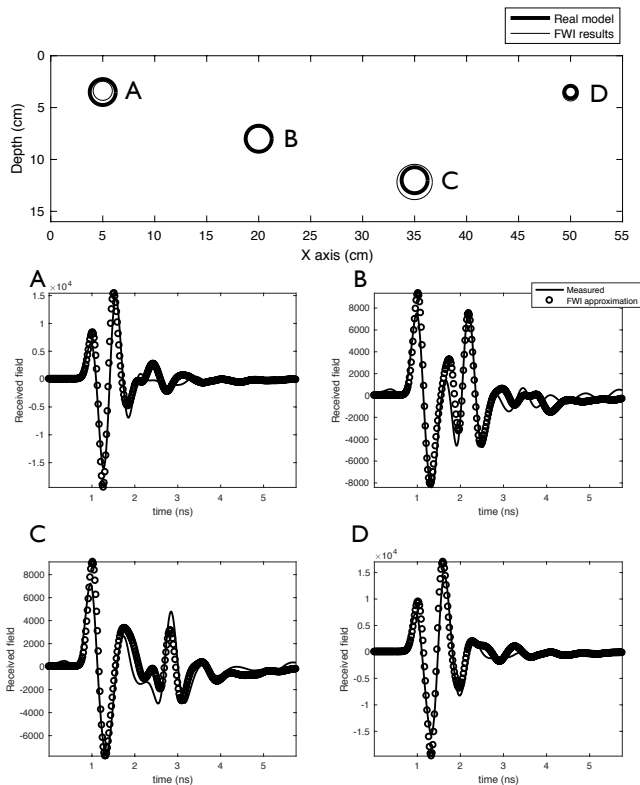 Real model
FWI results
0
5
10
15
Depth (cm)
A
B
C
D
0 5 10 15 20 25 30 35 40 45 50 55
X axis (cm)
A
×10⁴
1.5
1
0.5
0
-0.5
-1
-1.5
Received field
1 2 3 4 5
time (ns)
B
Measured
FWI approximation
8000
6000
4000
2000
0
-2000
-4000
-6000
-8000
Received field
1 2 3 4 5
time (ns)
C
8000
6000
4000
2000
0
-2000
-4000
-6000
Received field
1 2 3 4 5
time (ns)
D
×10⁴
1.5
1
0.5
0
-0.5
-1
-1.5
Received field
1 2 3 4 5
time (ns)